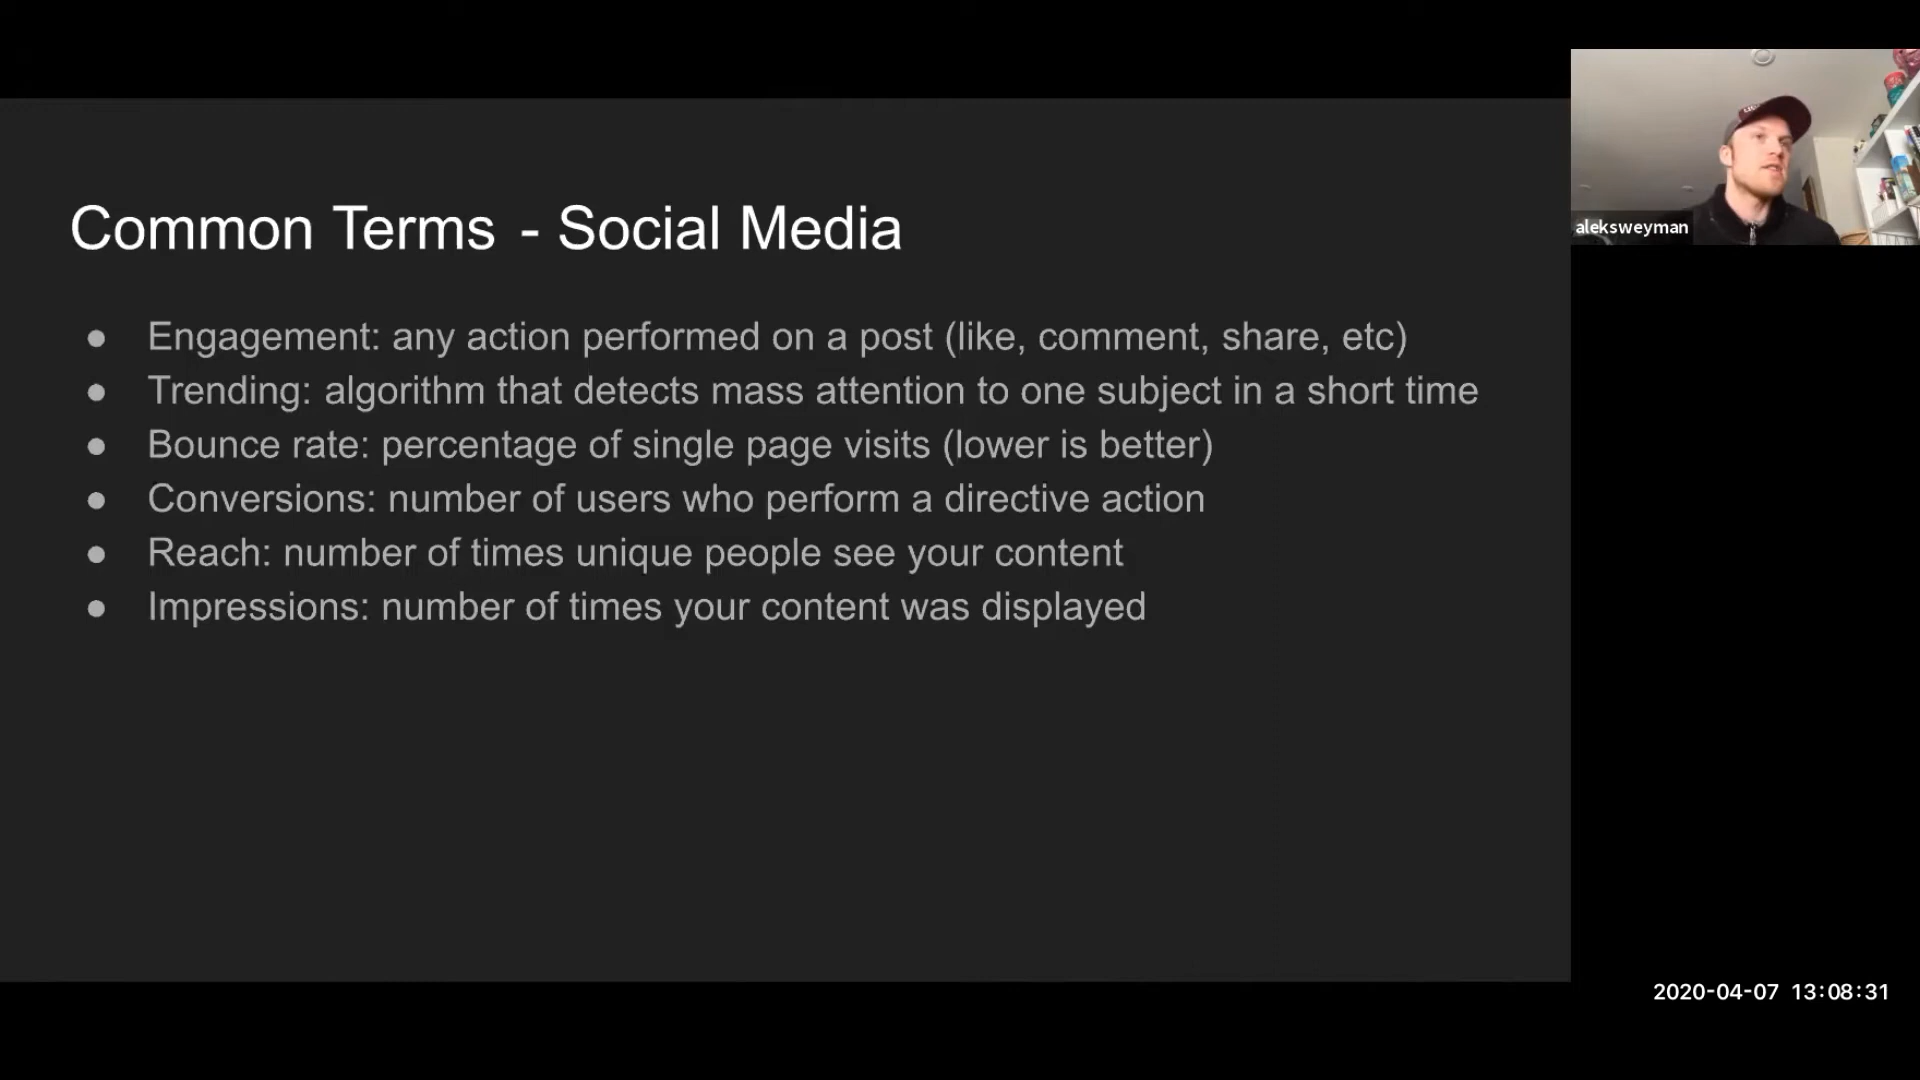 Common Terms - Social Media
● Engagement: any action performed on a post (like, comment, share, etc)
● Trending: algorithm that detects mass attention to one subject in a short time
● Bounce rate: percentage of single page visits (lower is better)
● Conversions: number of users who perform a directive action
● Reach: number of times unique people see your content
● Impressions: number of times your content was displayed
aleksweyman
2020-04-07 13:08:31